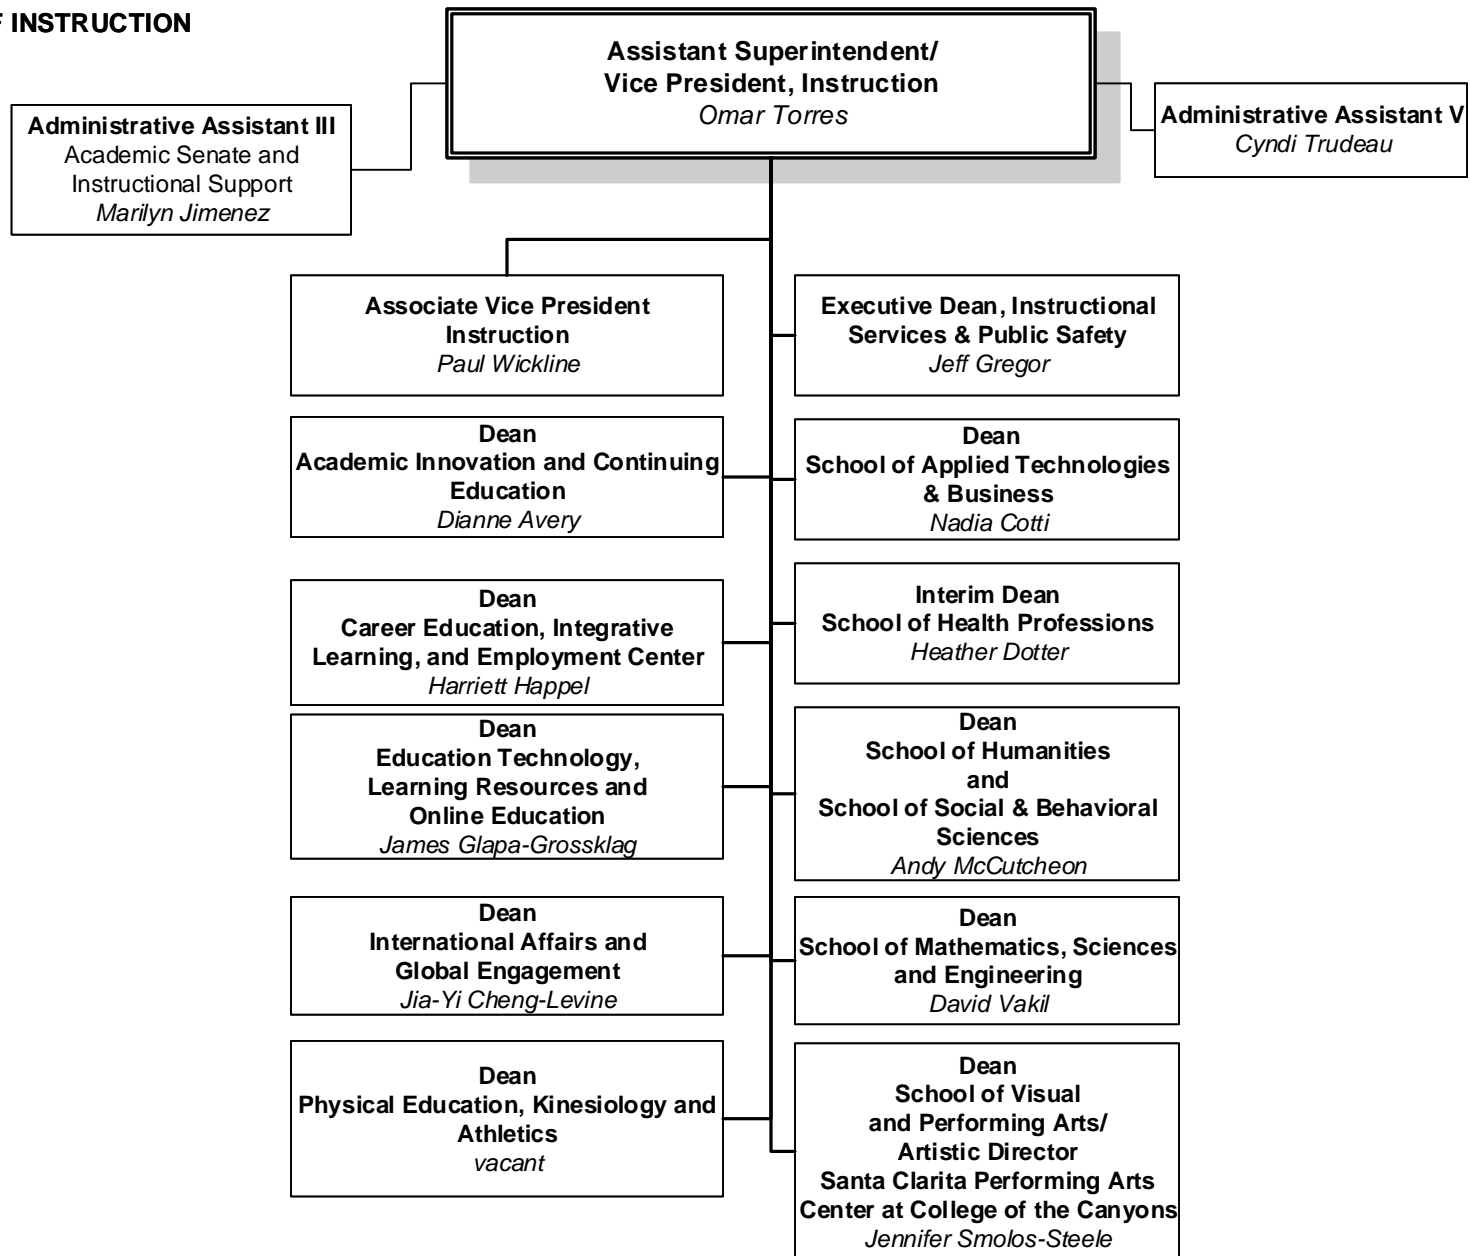 F INSTRUCTION
Assistant Superintendent/
Vice President, Instruction
Omar Torres
Administrative Assistant III
Academic Senate and
Instructional Support
Marilyn Jimenez
Administrative Assistant V
Cyndi Trudeau
Associate Vice President
Instruction
Paul Wickline
Executive Dean, Instructional
Services & Public Safety
Jeff Gregor
Dean
Academic Innovation and Continuing
Education
Dianne Avery
Dean
School of Applied Technologies
& Business
Nadia Cotti
Dean
Career Education, Integrative
Learning, and Employment Center
Harriett Happel
Interim Dean
School of Health Professions
Heather Dotter
Dean
Education Technology,
Learning Resources and
Online Education
James Glapa-Grossklag
Dean
School of Humanities
and
School of Social & Behavioral
Sciences
Andy McCutcheon
Dean
International Affairs and
Global Engagement
Jia-Yi Cheng-Levine
Dean
School of Mathematics, Sciences
and Engineering
David Vakil
Dean
Physical Education, Kinesiology and
Athletics
vacant
Dean
School of Visual
and Performing Arts/
Artistic Director
Santa Clarita Performing Arts
Center at College of the Canyons
Jennifer Smolos-Steele